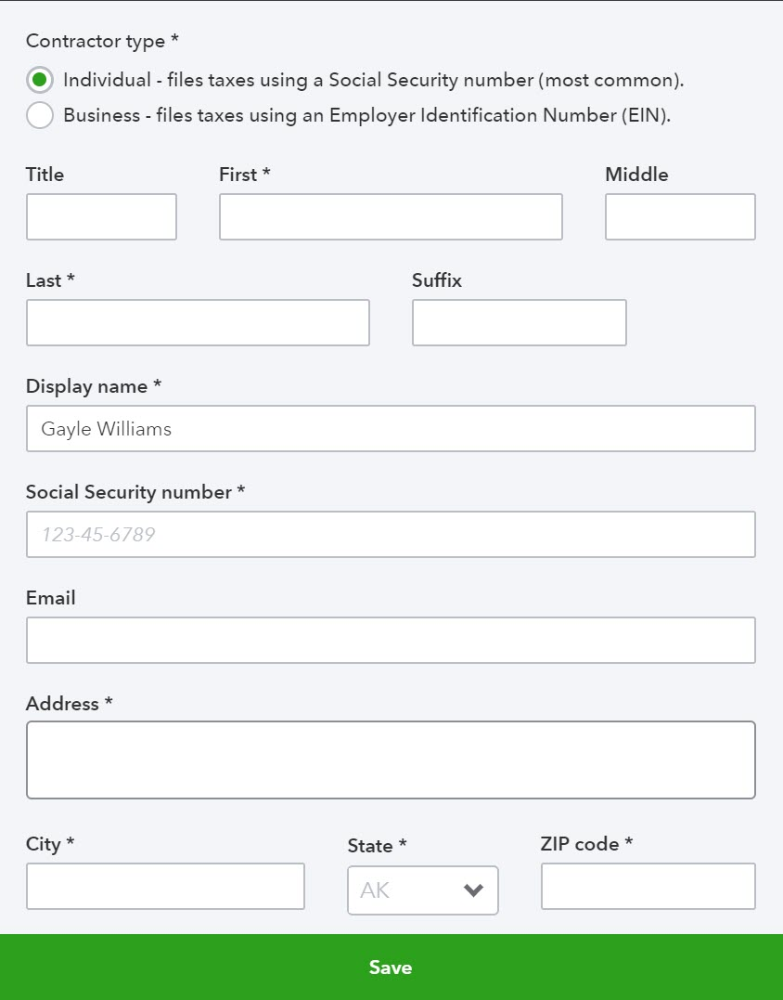 Contractor type *
Individual - files taxes using a Social Security number (most common).
Business - files taxes using an Employer Identification Number (EIN).
Title First * Middle
Last * Suffix
Display name *
Gayle Williams
Social Security number *
123-45-6789
Email
Address *
City * State * ZIP code *
AK
Save